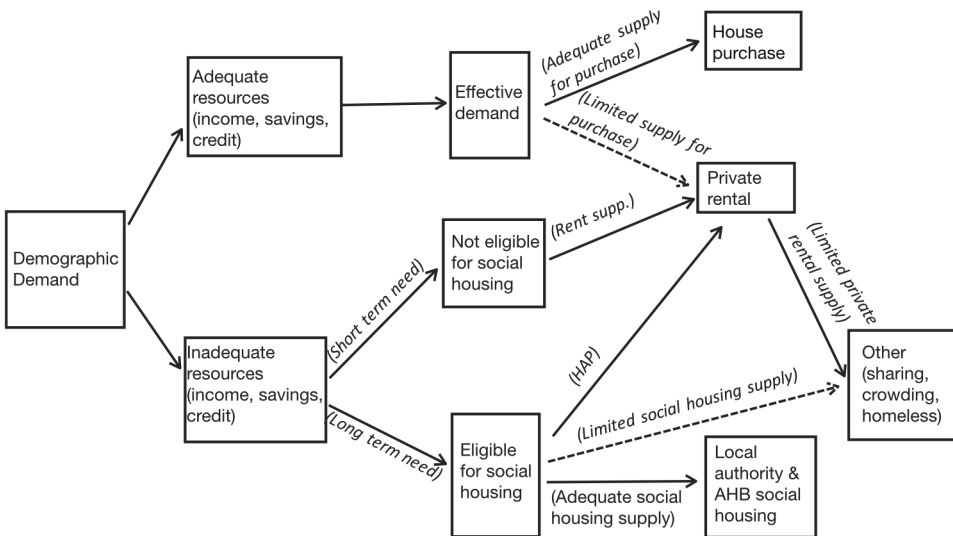 House
purchase
(Adequate supply
for purchase)
Adequate
resources
(income, savings,
credit)
Effective
demand
(Limited supply for
purchase)
Private
rental
Demographic
Demand
Not eligible
for social
housing
(Rent supp.)
(Short term need)
(Limited private
rental supply)
Inadequate
resources
(income, savings,
credit)
(Long term need)
(HAP)
(Limited social housing supply)
Other
(sharing,
crowding,
homeless)
Eligible
for social
housing
(Adequate social
housing supply)
Local
authority &
AHB social
housing